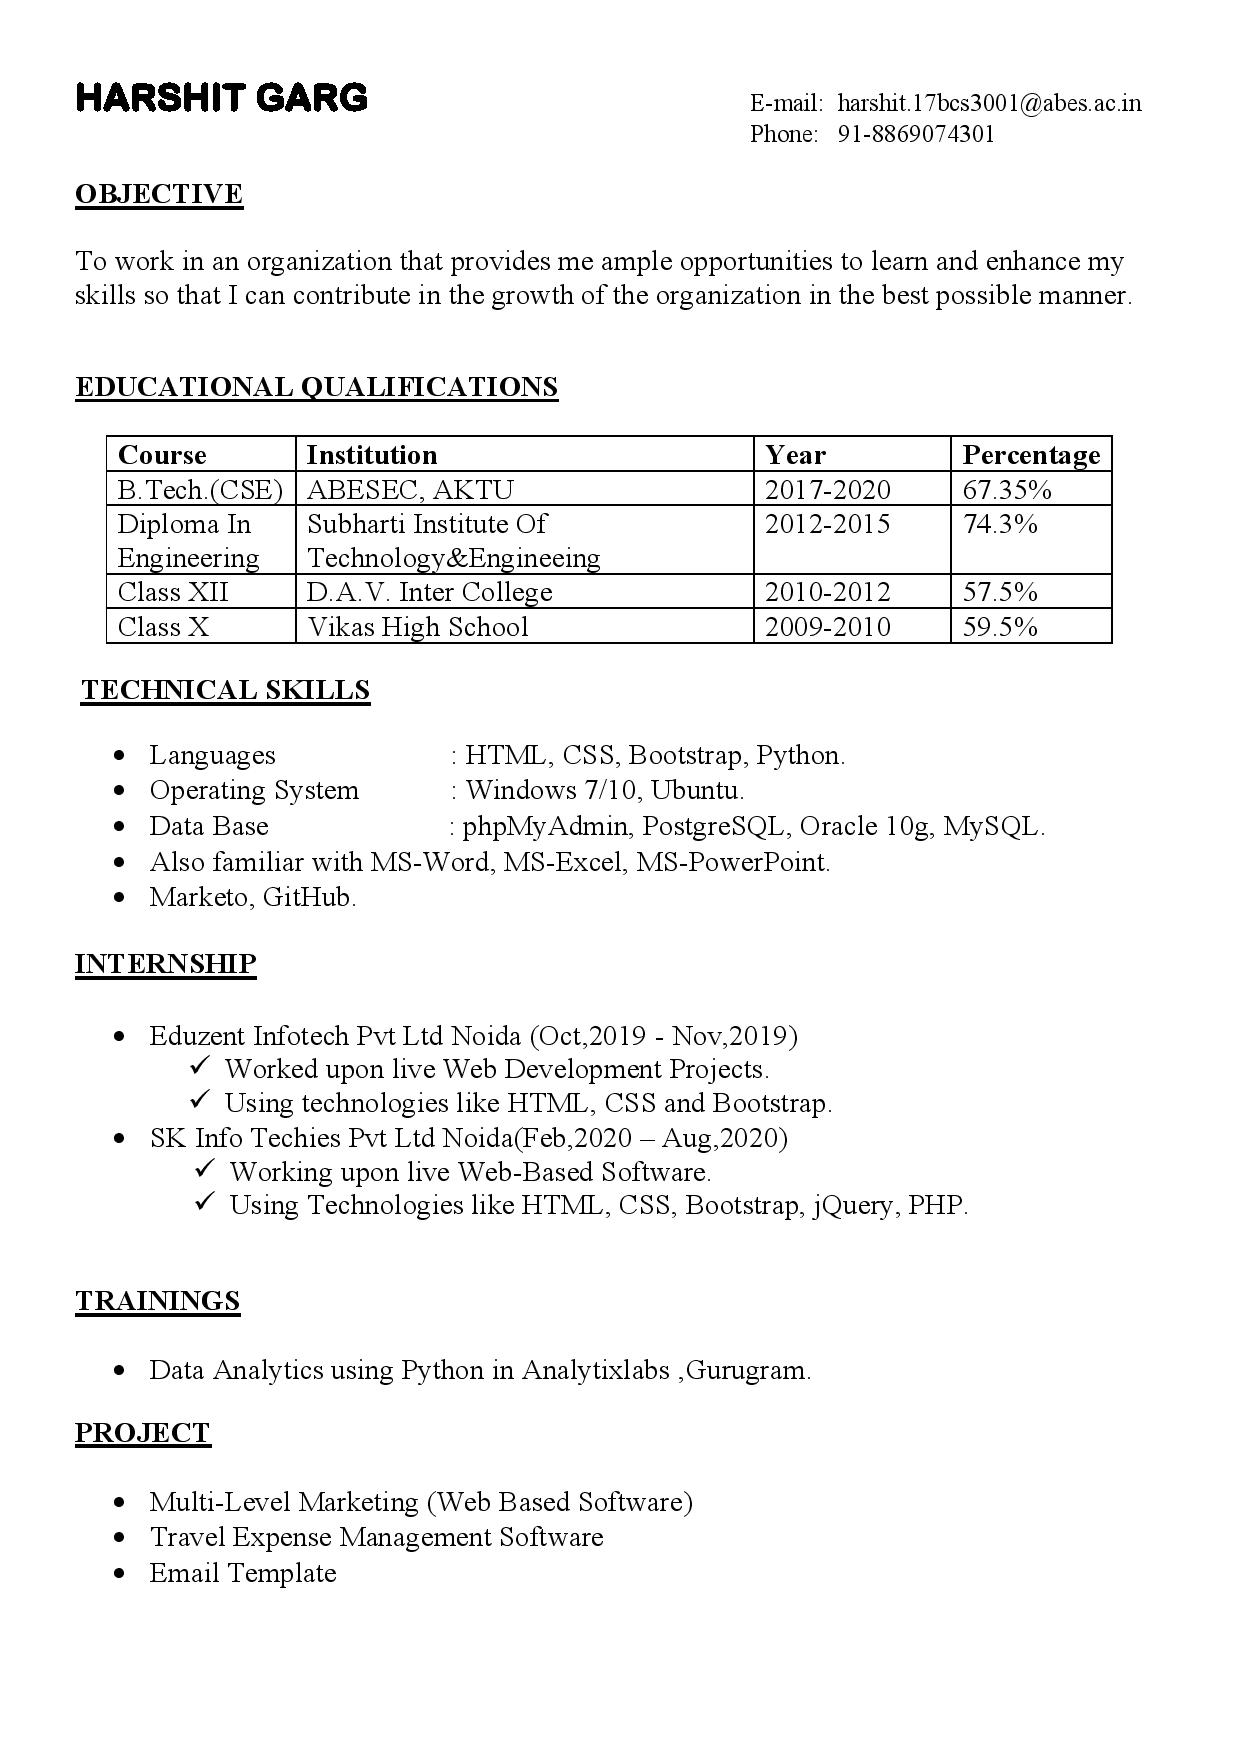 HARSHIT GARG
E-mail: harshit.17bcs3001@abes.ac.in
Phone: 91-8869074301
OBJECTIVE
To work in an organization that provides me ample opportunities to learn and enhance my
skills so that I can contribute in the growth of the organization in the best possible manner.
EDUCATIONAL QUALIFICATIONS
Course Institution Year Percentage
B.Tech.(CSE) ABESEC, AKTU 2017-2020 67.35%
Diploma In Subharti Institute Of 2012-2015 74.3%
Engineering Technology&Engineeing
Class XII D.A.V. Inter College 2010-2012 57.5%
Class X Vikas High School 2009-2010 59.5%
TECHNICAL SKILLS
• Languages : HTML, CSS, Bootstrap, Python.
• Operating System : Windows 7/10, Ubuntu.
• Data Base : phpMyAdmin, PostgreSQL, Oracle 10g, MySQL.
• Also familiar with MS-Word, MS-Excel, MS-PowerPoint.
• Marketo, GitHub.
INTERNSHIP
• Eduzent Infotech Pvt Ltd Noida (Oct,2019 - Nov,2019)
✓ Worked upon live Web Development Projects.
✓ Using technologies like HTML, CSS and Bootstrap.
• SK Info Techies Pvt Ltd Noida(Feb,2020 – Aug,2020)
✓ Working upon live Web-Based Software.
✓ Using Technologies like HTML, CSS, Bootstrap, jQuery, PHP.
TRAININGS
• Data Analytics using Python in Analytixlabs ,Gurugram.
PROJECT
• Multi-Level Marketing (Web Based Software)
• Travel Expense Management Software
• Email Template